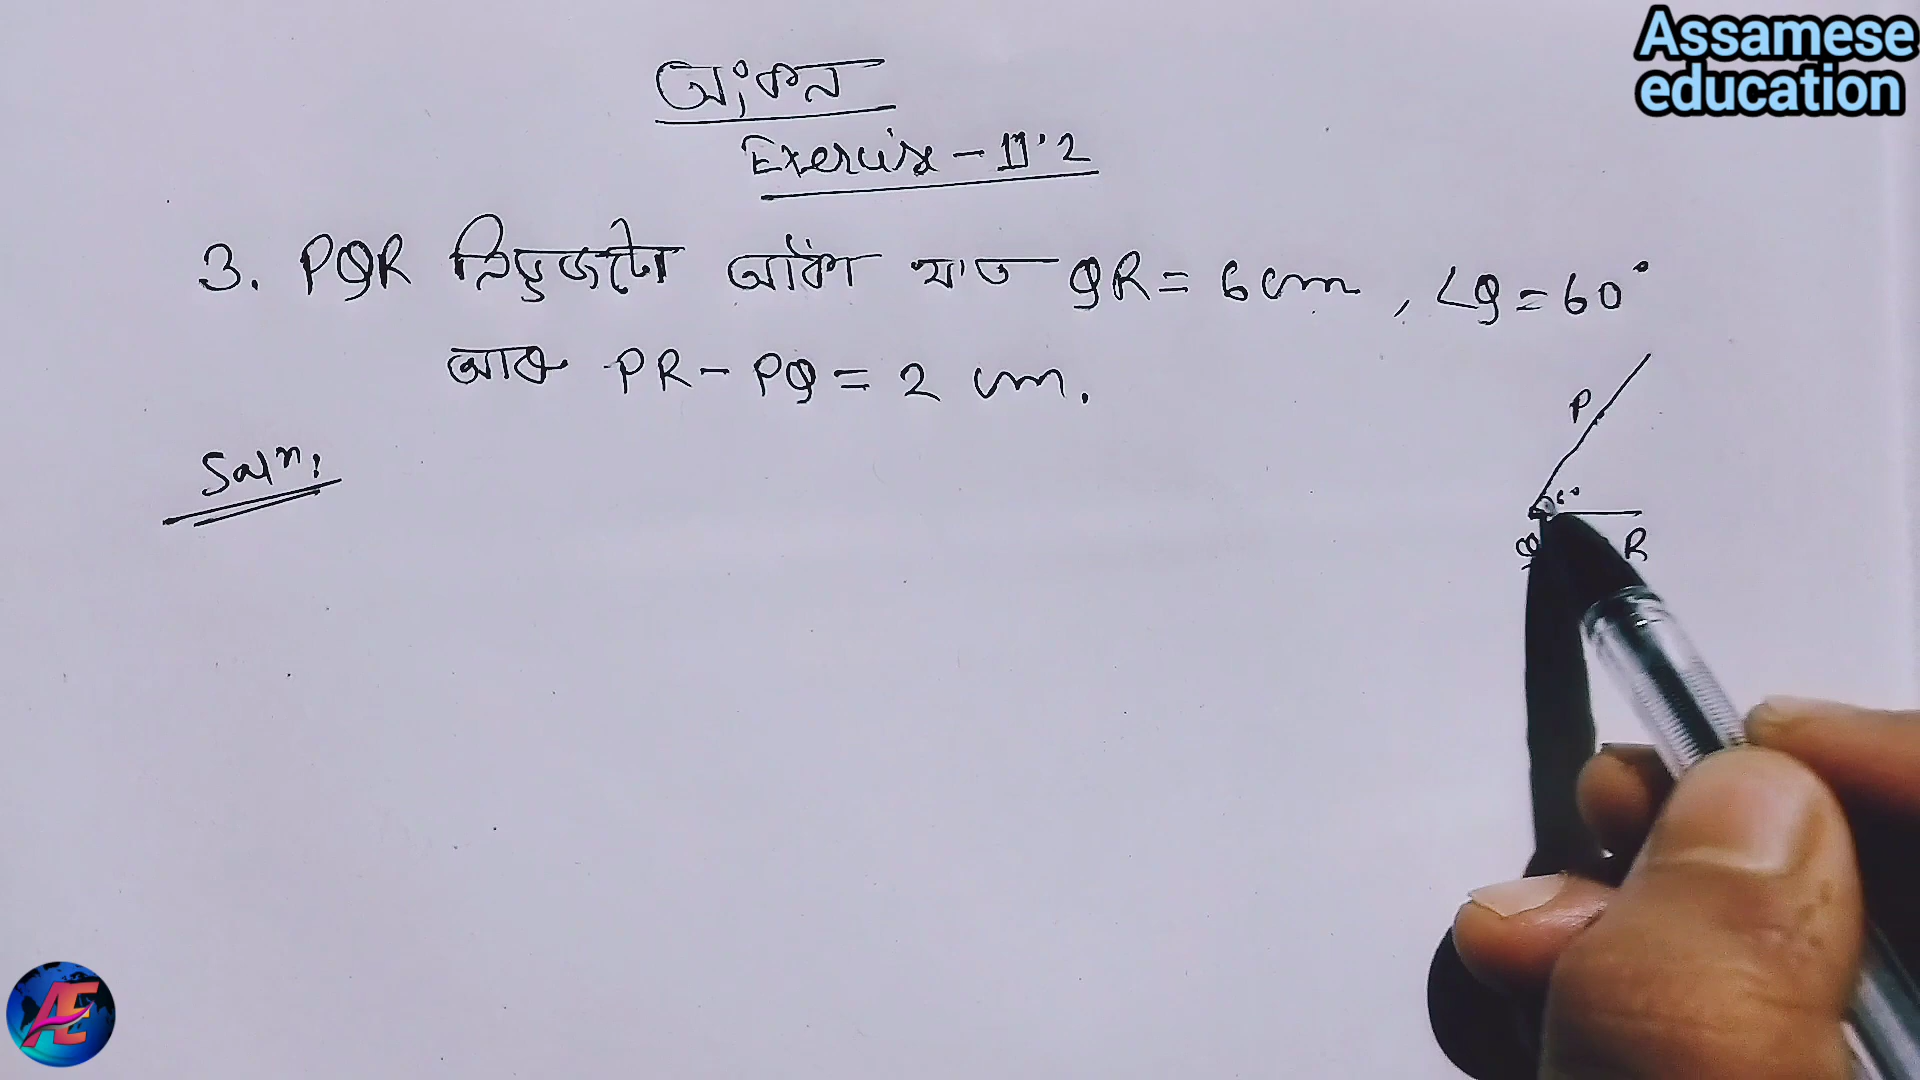 Assamese
education
অংকন
Exercise - 11.2
3. PQR ত্ৰিভুজটো আঁকা য'ত QR = 6 cm, ∠Q = 60°
আৰু PR - PQ = 2 cm.
Solⁿ:
P
60
Q R
AE